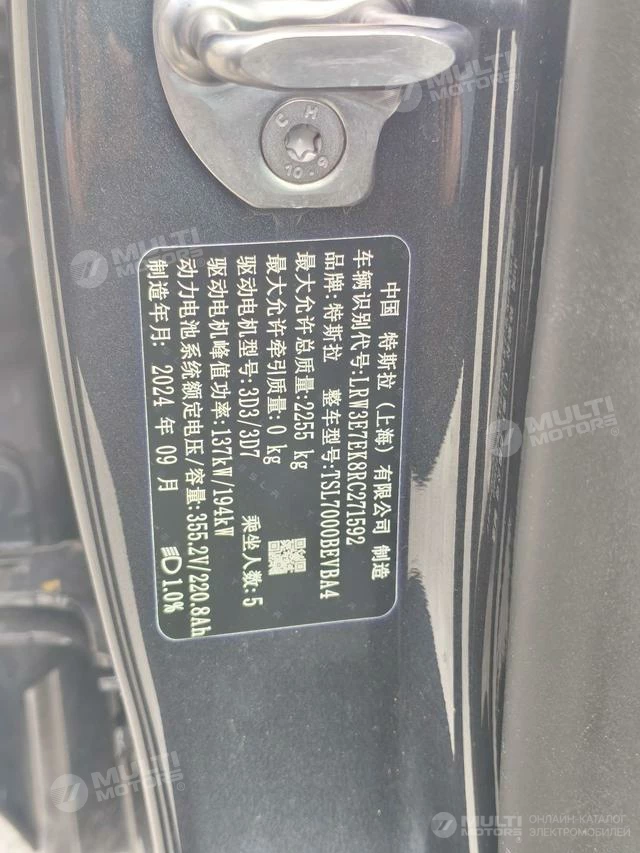 C H
10.9
中国 特斯拉（上海）有限公司 制造
车辆识别代号:LRW3E7EK8RC271592
品牌:特斯拉 整车型号:TSL7000BEVBA4
最大允许总质量:2255 kg
最大允许牵引质量:0 kg
驱动电机型号:3D3/3D7 乘坐人数:5
驱动电机峰值功率:137kW/194kW
动力电池系统额定电压/容量:355.2V/220.8Ah
制造年月: 2024 年 09 月 1.0%
MULTI MOTORS
MULTI MOTORS
MULTI MOTORS
MULTI MOTORS
MULTI MOTORS
ОНЛАЙН-КАТАЛОГ
ЭЛЕКТРОМОБИЛЕЙ